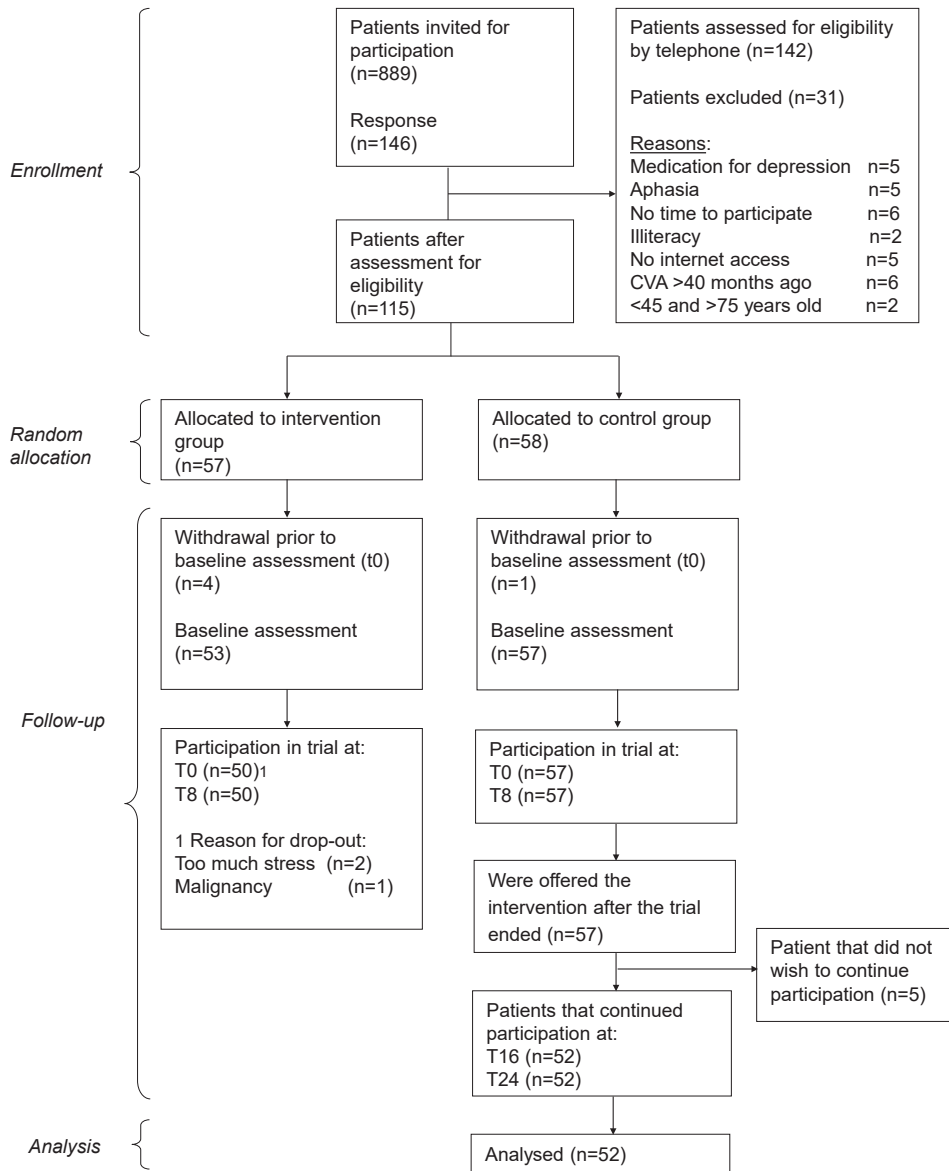 Enrollment
Patients invited for
participation
(n=889)
Response
(n=146)
Patients assessed for eligibility
by telephone (n=142)
Patients excluded (n=31)
Reasons:
Medication for depression n=5
Aphasia n=5
No time to participate n=6
Illiteracy n=2
No internet access n=5
CVA >40 months ago n=6
<45 and >75 years old n=2
Patients after
assessment for
eligibility
(n=115)
Random
allocation
Allocated to intervention
group
(n=57)
Allocated to control group
(n=58)
Follow-up
Withdrawal prior to
baseline assessment (t0)
(n=4)
Baseline assessment
(n=53)
Withdrawal prior to
baseline assessment (t0)
(n=1)
Baseline assessment
(n=57)
Participation in trial at:
T0 (n=50)1
T8 (n=50)
1 Reason for drop-out:
Too much stress (n=2)
Malignancy (n=1)
Participation in trial at:
T0 (n=57)
T8 (n=57)
Were offered the
intervention after the trial
ended (n=57)
Patient that did not
wish to continue
participation (n=5)
Patients that continued
participation at:
T16 (n=52)
T24 (n=52)
Analysis
Analysed (n=52)